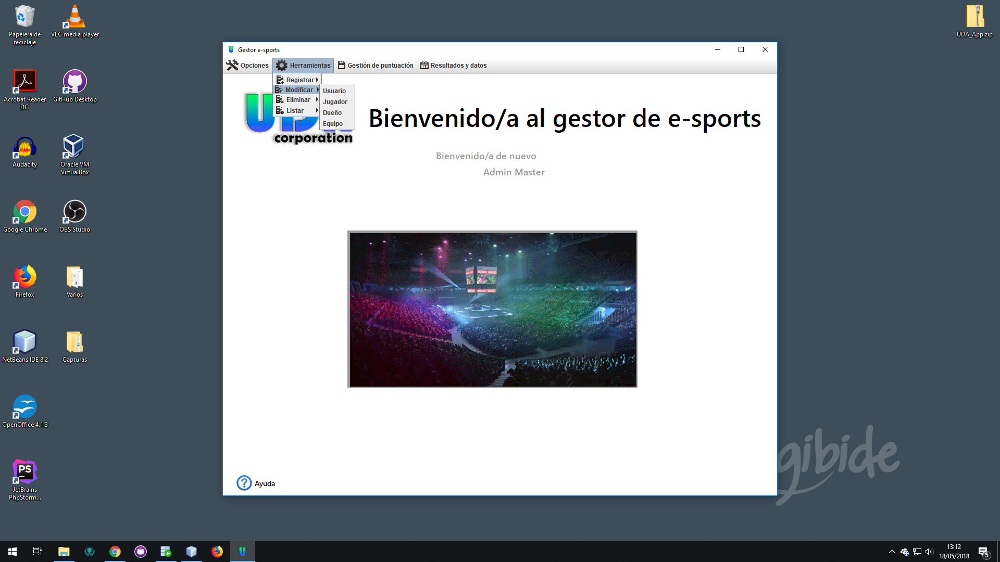 Papelera de
reciclaje
VLC media player
UDA_App.zip
Acrobat Reader
DC
GitHub Desktop
Audacity
Oracle VM
VirtualBox
Google Chrome
OBS Studio
Firefox
Varios
NetBeans IDE 8.2
Capturas
OpenOffice 4.1.3
PS
JetBrains
PhpStorm...
Gestor e-sports
Opciones
Herramientas
Gestión de puntuación
17
Resultados y datos
Registrar
Modificar
Eliminar
Listar
Usuario
Jugador
Dueño
Equipo
corporation
Bienvenido/a al gestor de e-sports
Bienvenido/a de nuevo
Admin Master
? Ayuda
gibide
13:12
18/05/2018
5